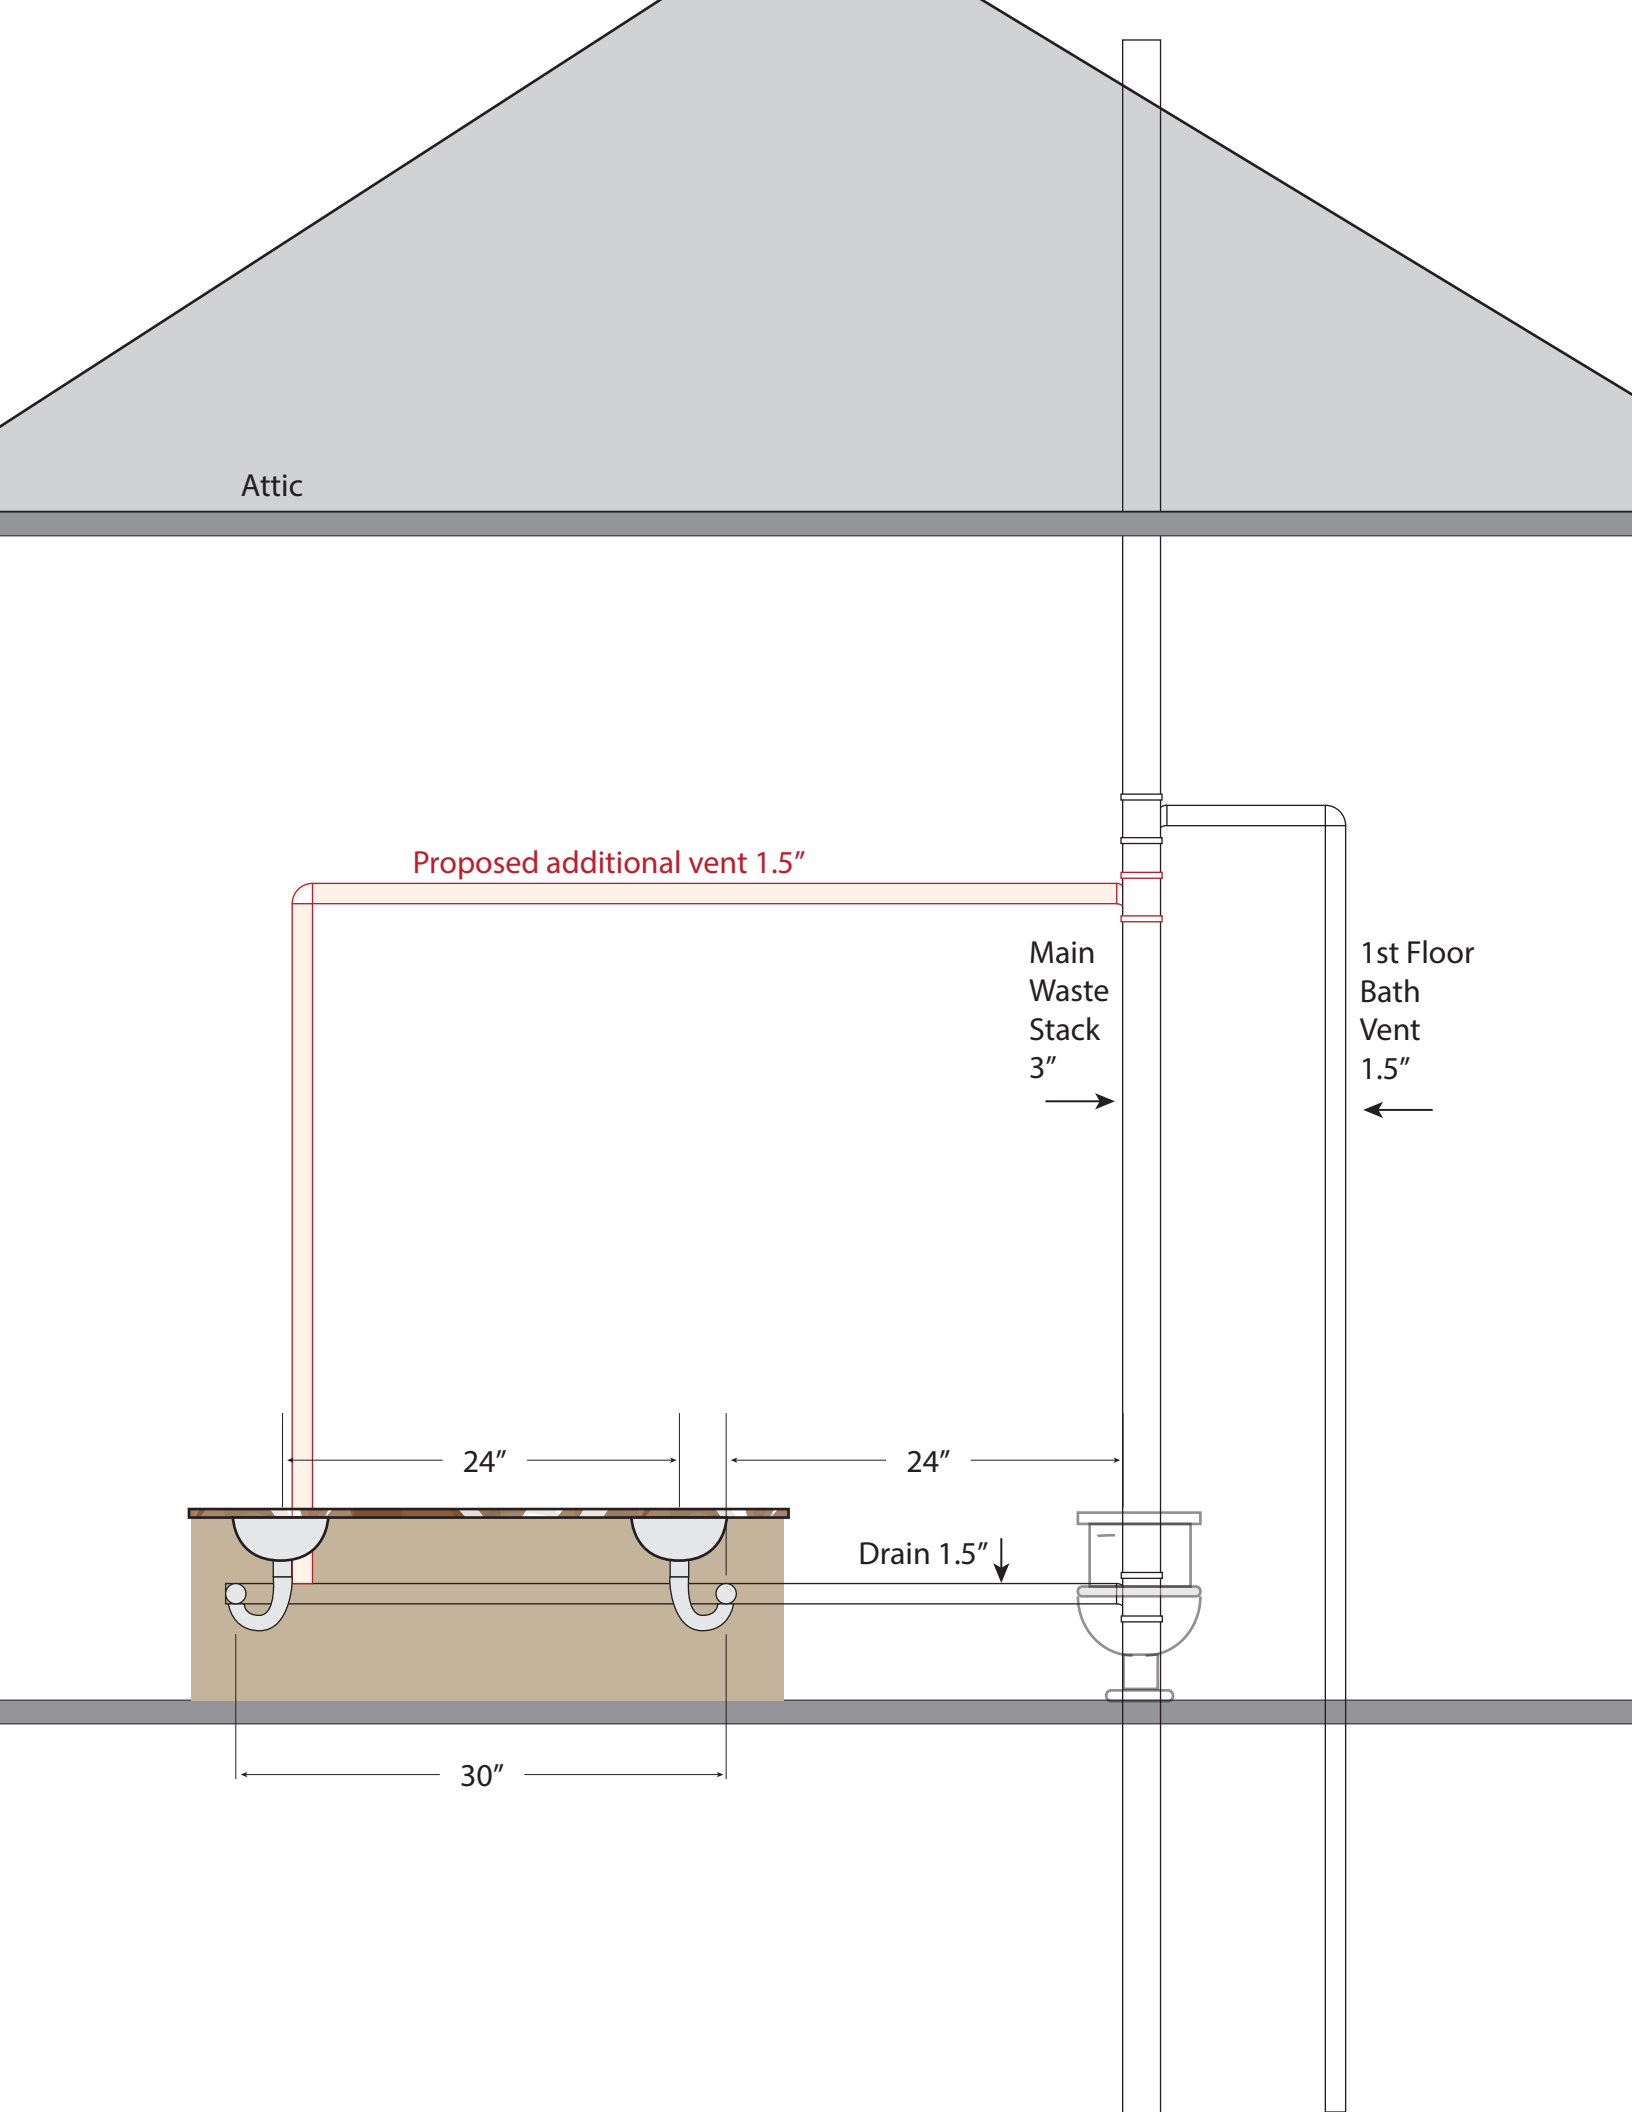 Attic
Proposed additional vent 1.5”
Main
Waste
Stack
3”
1st Floor
Bath
Vent
1.5”
24”
24”
Drain 1.5”
30”